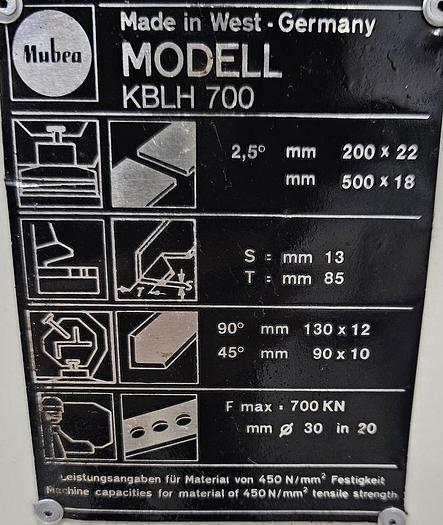 Made in West - Germany
Mubea
MODELL
KBLH 700
2,5° mm 200 x 22
mm 500 x 18
S = mm 13
T = mm 85
T S
90° mm 130 x 12
45° mm 90 x 10
F max = 700 KN
mm ⌀ 30 in 20
Leistungsangaben für Material von 450 N/mm² Festigkeit
Machine capacities for material of 450 N/mm² tensile strength